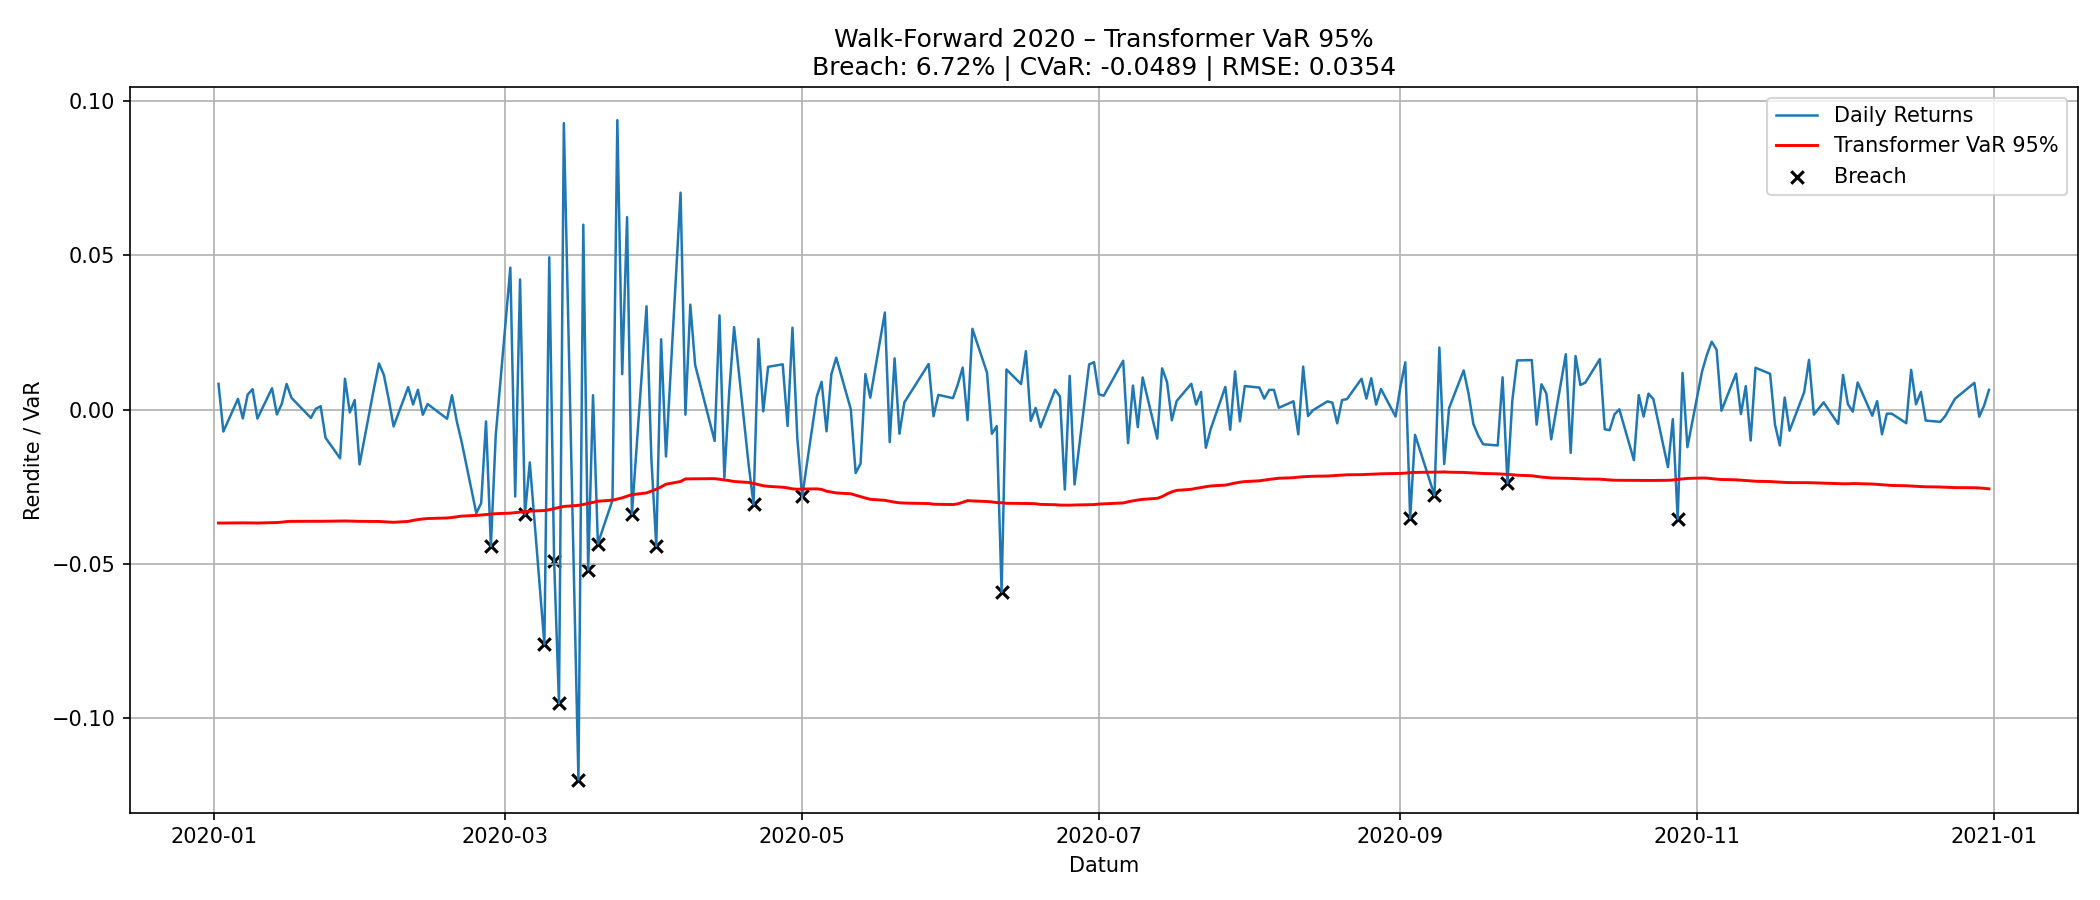 Walk-Forward 2020 – Transformer VaR 95%
Breach: 6.72% | CVaR: -0.0489 | RMSE: 0.0354
Daily Returns
Transformer VaR 95%
Breach
Rendite / VaR
0.10
0.05
0.00
−0.05
−0.10
2020-01
2020-03
2020-05
2020-07
2020-09
2020-11
2021-01
Datum